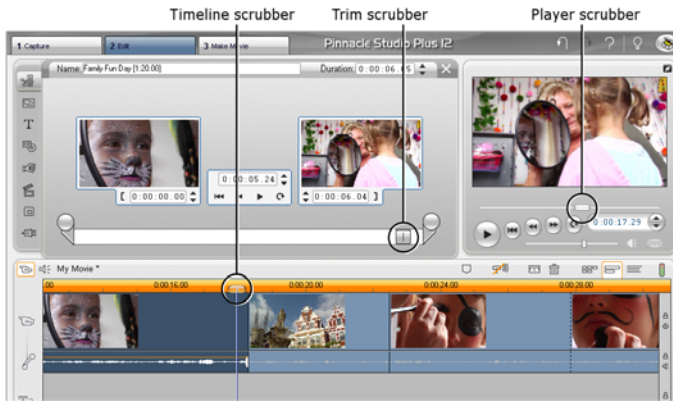 Timeline scrubber
Trim scrubber
Player scrubber
1 Capture
2 Edit
3 Make Movie
Pinnacle Studio Plus 12
Name: Family Fun Day [1:20.00]
Duration: 0:00:06.05
T
[ 0:00:00.00
0:00:05.24
0:00:06.04 ]
0:00:17.29
My Movie *
.00
0:00:16.00
0:00:20.00
0:00:24.00
0:00:28.00